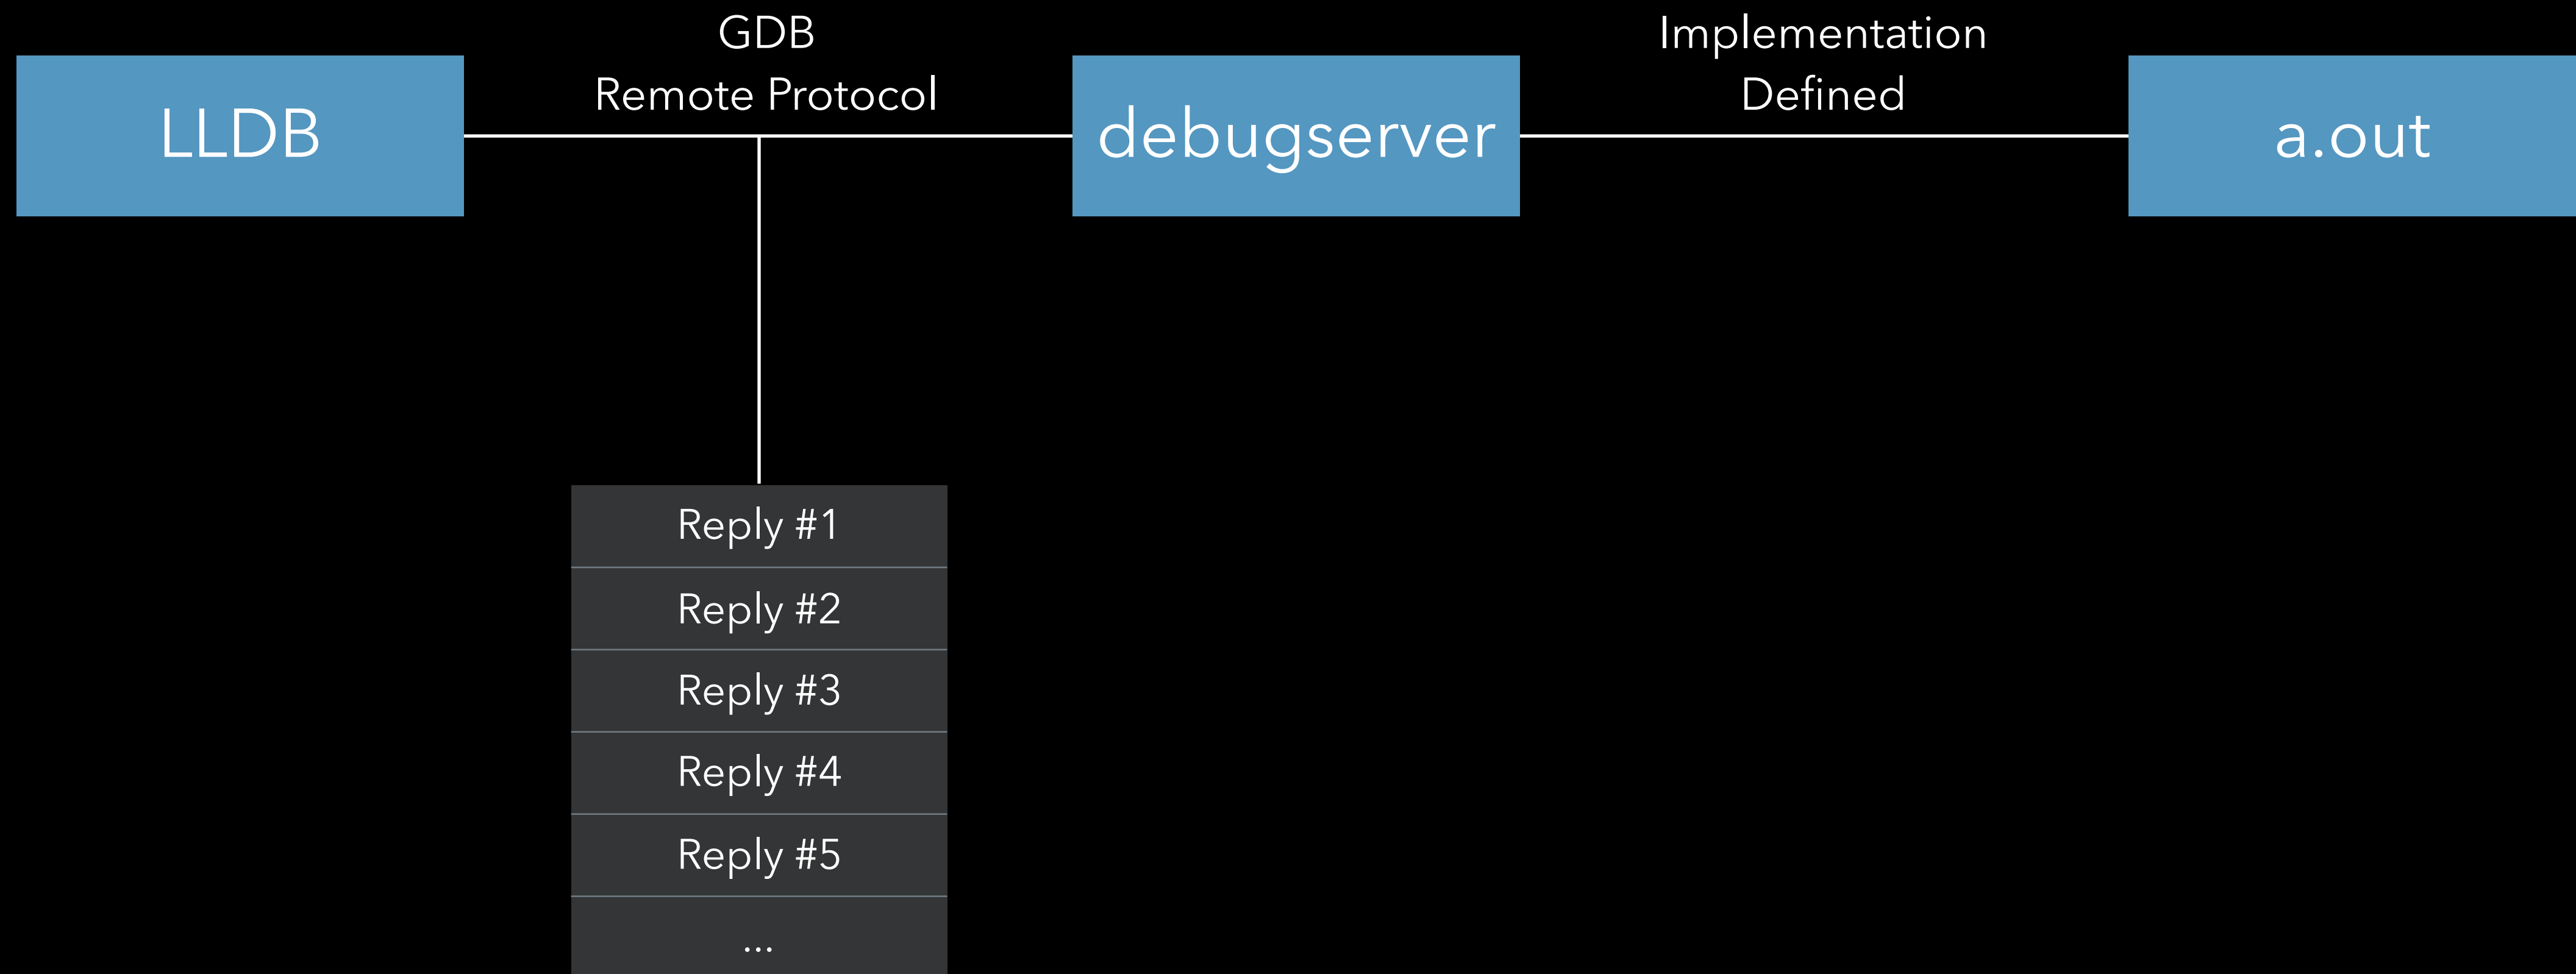 LLDB
GDB
Remote Protocol
debugserver
Implementation
Defined
a.out
Reply #1
Reply #2
Reply #3
Reply #4
Reply #5
...